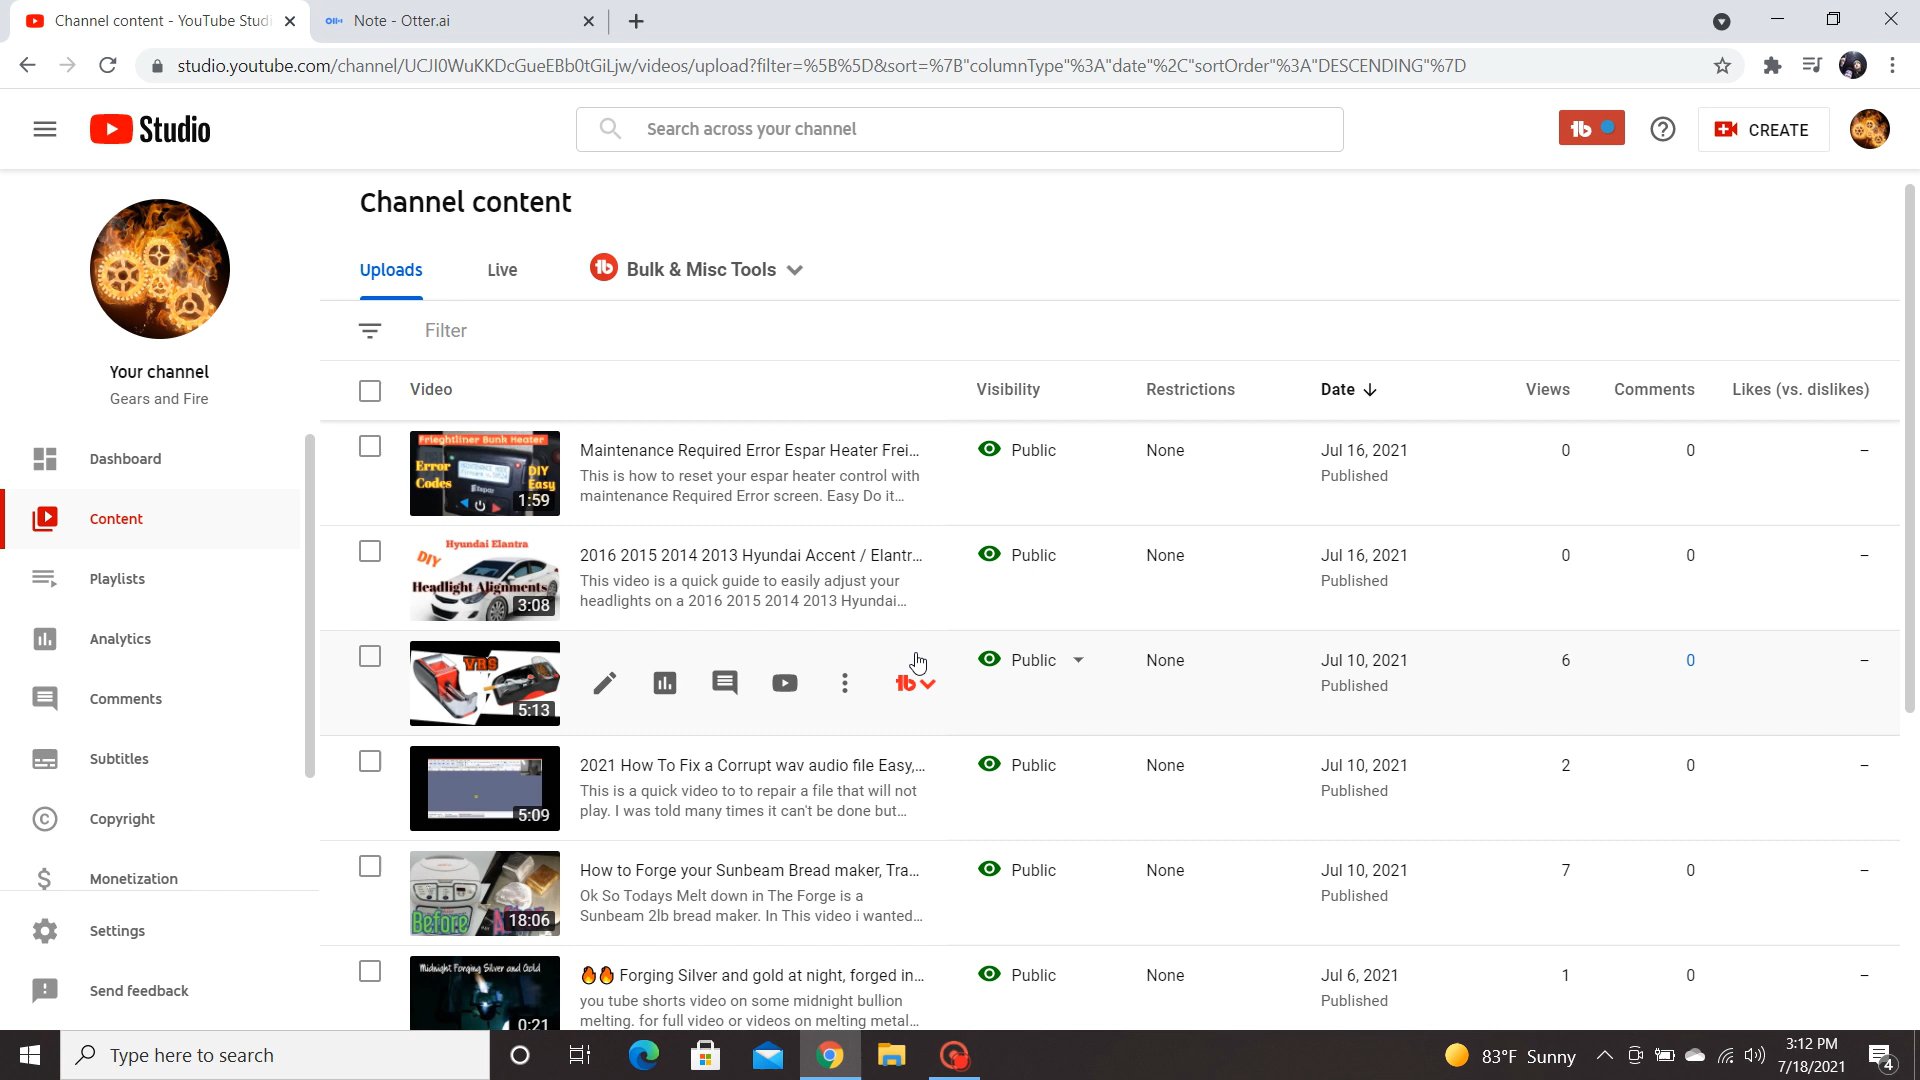 Channel content - YouTube Studi
Note - Otter.ai
studio.youtube.com/channel/UCJI0WuKKDcGueEBb0tGiLjw/videos/upload?filter=%5B%5D&sort=%7B"columnType"%3A"date"%2C"sortOrder"%3A"DESCENDING"%7D
Studio
Search across your channel
CREATE
Channel content
Uploads
Live
Bulk & Misc Tools
Filter
Your channel
Gears and Fire
Video
Visibility
Restrictions
Date
Views
Comments
Likes (vs. dislikes)
Dashboard
Content
Playlists
Analytics
Comments
Subtitles
Copyright
Monetization
Settings
Send feedback
Frieghtliner Bunk Heater
Error
Codes
DIY
Easy
1:59
Maintenance Required Error Espar Heater Frei...
This is how to reset your espar heater control with
maintenance Required Error screen. Easy Do it...
Public
None
Jul 16, 2021
Published
0
0
–
Hyundai Elantra
DIY
Headlight Alignments
3:08
2016 2015 2014 2013 Hyundai Accent / Elantr...
This video is a quick guide to easily adjust your
headlights on a 2016 2015 2014 2013 Hyundai...
Public
None
Jul 16, 2021
Published
0
0
–
VRS
5:13
Public
None
Jul 10, 2021
Published
6
0
–
5:09
2021 How To Fix a Corrupt wav audio file Easy,...
This is a quick video to to repair a file that will not
play. I was told many times it can't be done but...
Public
None
Jul 10, 2021
Published
2
0
–
Before
18:06
How to Forge your Sunbeam Bread maker, Tra...
Ok So Todays Melt down in The Forge is a
Sunbeam 2lb bread maker. In This video i wanted...
Public
None
Jul 10, 2021
Published
7
0
–
Midnight Forging Silver and Gold
0:21
🔥🔥 Forging Silver and gold at night, forged in...
you tube shorts video on some midnight bullion
melting. for full video or videos on melting metal...
Public
None
Jul 6, 2021
Published
1
0
–
Type here to search
83°F Sunny
3:12 PM
7/18/2021
4